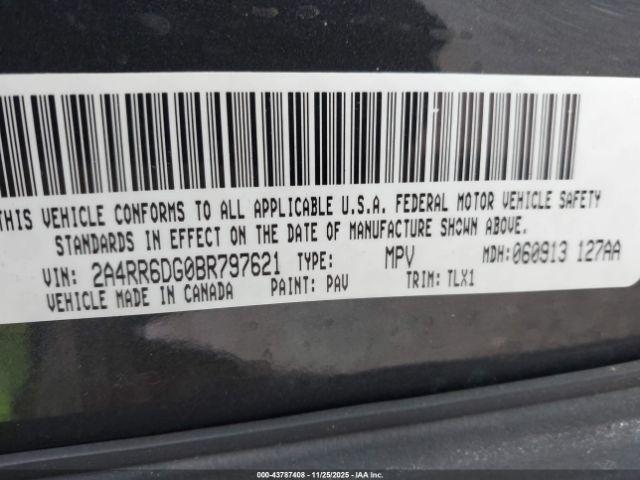 THIS VEHICLE CONFORMS TO ALL APPLICABLE U.S.A. FEDERAL MOTOR VEHICLE SAFETY
STANDARDS IN EFFECT ON THE DATE OF MANUFACTURE SHOWN ABOVE.
VIN: 2A4RR6DG0BR797621 TYPE: MPV MDH:060913 127AA
VEHICLE MADE IN CANADA PAINT: PAV TRIM: TLX1
000-43787408 - 11/25/2025 - IAA Inc.